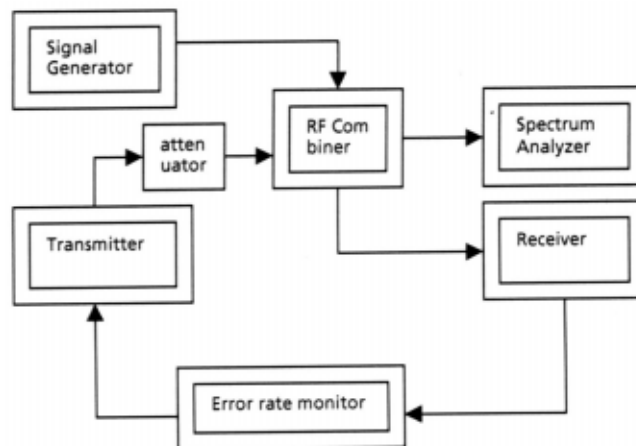 Signal
Generator
RF Com
biner
Spectrum
Analyzer
atten
uator
Transmitter
Receiver
Error rate monitor